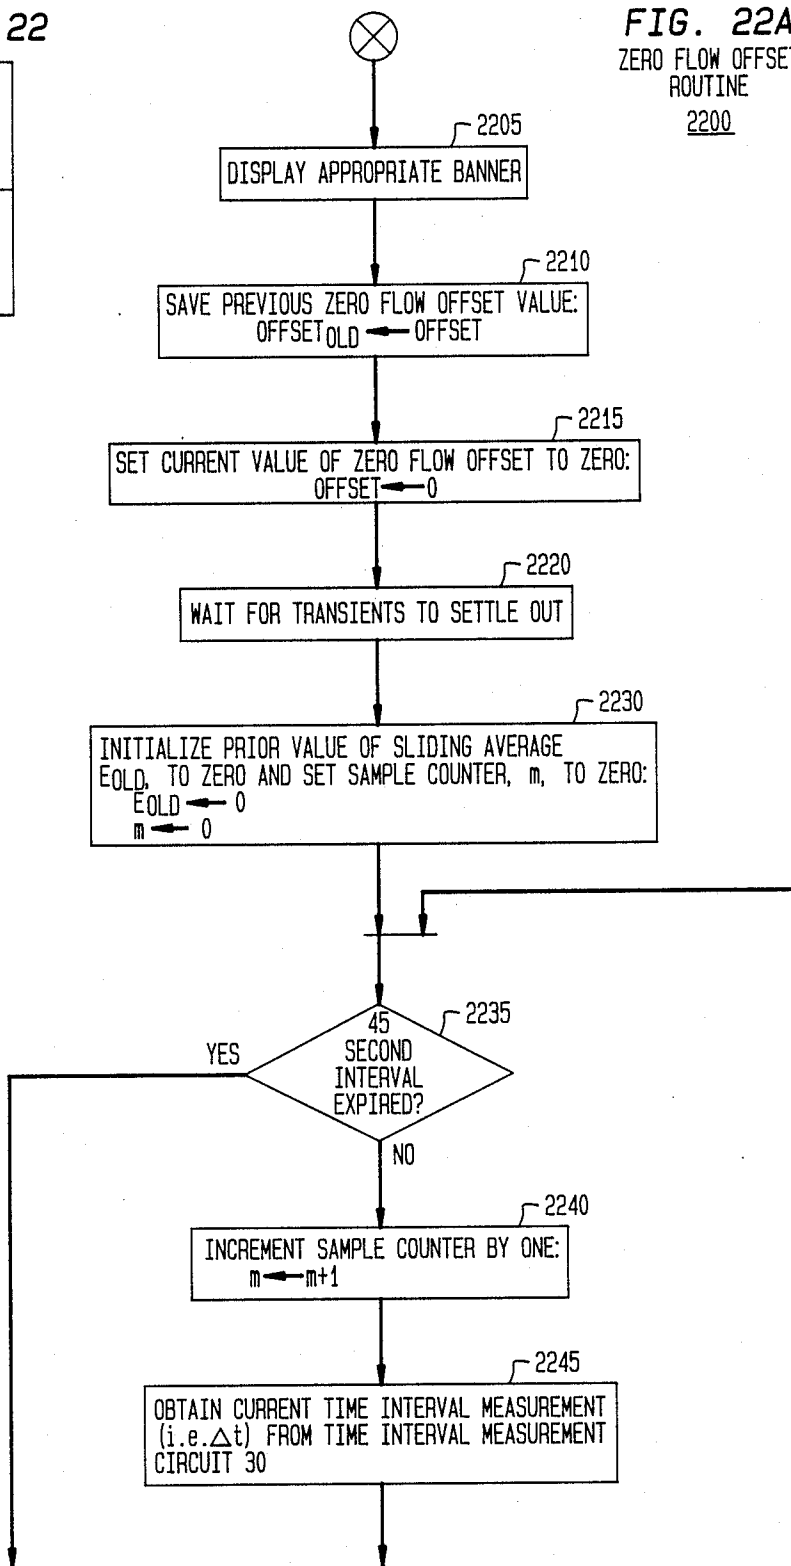 22
FIG. 22A
ZERO FLOW OFFSET
ROUTINE
2200
2205
DISPLAY APPROPRIATE BANNER
2210
SAVE PREVIOUS ZERO FLOW OFFSET VALUE:
OFFSETOLD ← OFFSET
2215
SET CURRENT VALUE OF ZERO FLOW OFFSET TO ZERO:
OFFSET ← 0
2220
WAIT FOR TRANSIENTS TO SETTLE OUT
2230
INITIALIZE PRIOR VALUE OF SLIDING AVERAGE
EOLD, TO ZERO AND SET SAMPLE COUNTER, m, TO ZERO:
EOLD ← 0
m ← 0
2235
45
SECOND
INTERVAL
EXPIRED?
YES
NO
2240
INCREMENT SAMPLE COUNTER BY ONE:
m ← m+1
2245
OBTAIN CURRENT TIME INTERVAL MEASUREMENT
(i.e.Δt) FROM TIME INTERVAL MEASUREMENT
CIRCUIT 30